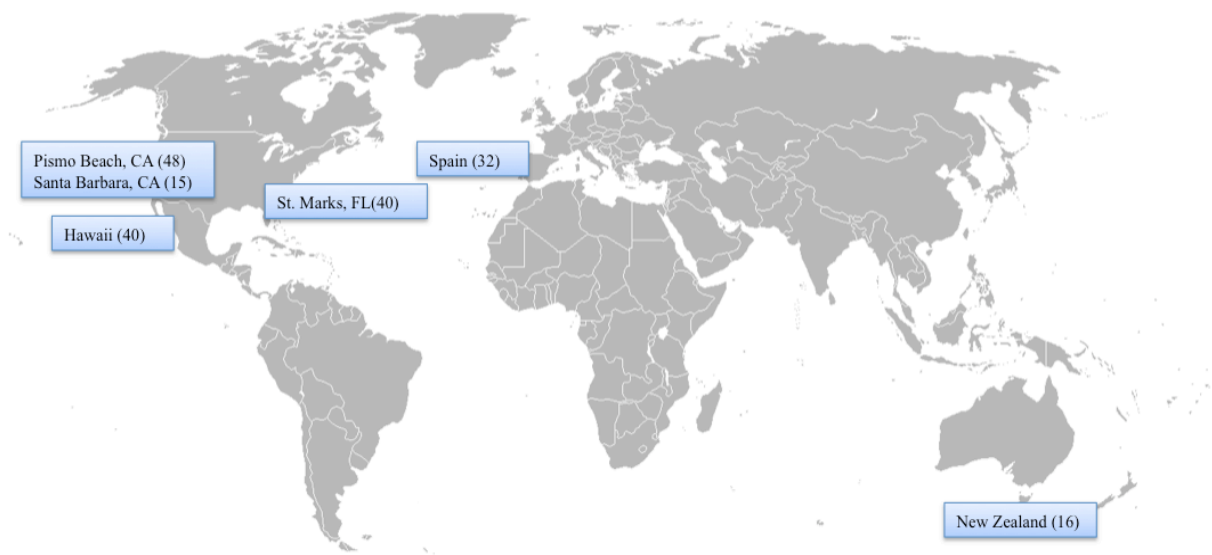 Pismo Beach, CA (48)
Santa Barbara, CA (15)
Spain (32)
St. Marks, FL(40)
Hawaii (40)
New Zealand (16)